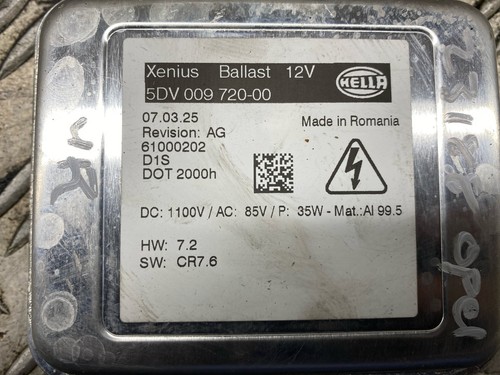 Xenius Ballast 12V
5DV 009 720-00
HELLA
07.03.25
Made in Romania
Revision: AG
61000202
D1S
DOT 2000h
DC: 1100V / AC: 85V / P: 35W - Mat.:Al 99.5
HW: 7.2
SW: CR7.6
opel